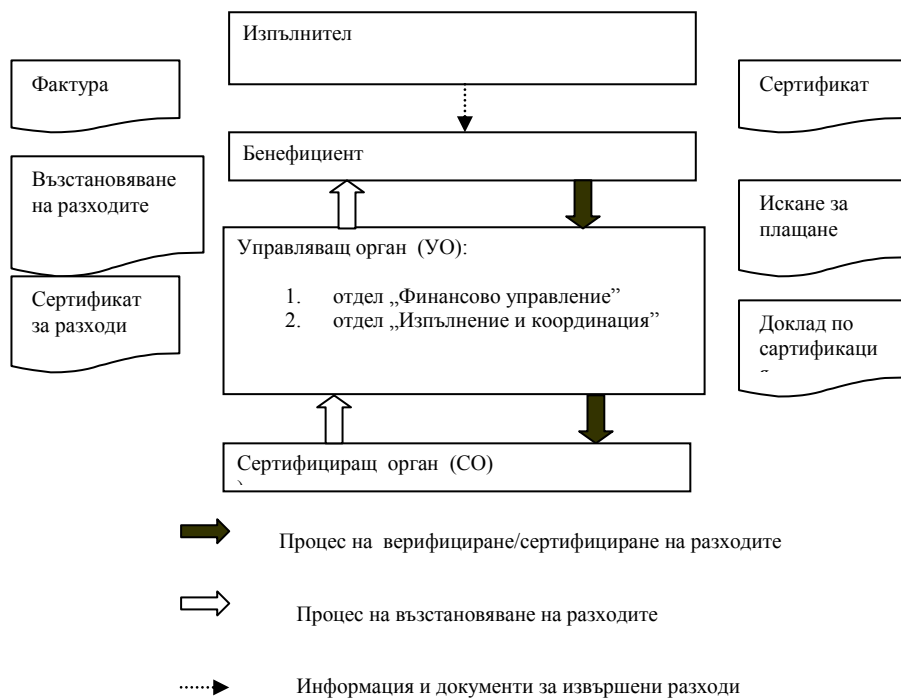 Изпълнител
Фактура
Сертификат
Бенефициент
Възстановяване
на разходите
Искане за
плащане
Управляващ орган (УО):
1. отдел „Финансово управление”
2. отдел „Изпълнение и координация”
Сертификат
за разходи
Доклад по
сартификаци
Сертифициращ орган (СО)
Процес на верифициране/сертифициране на разходите
Процес на възстановяване на разходите
Информация и документи за извършени разходи